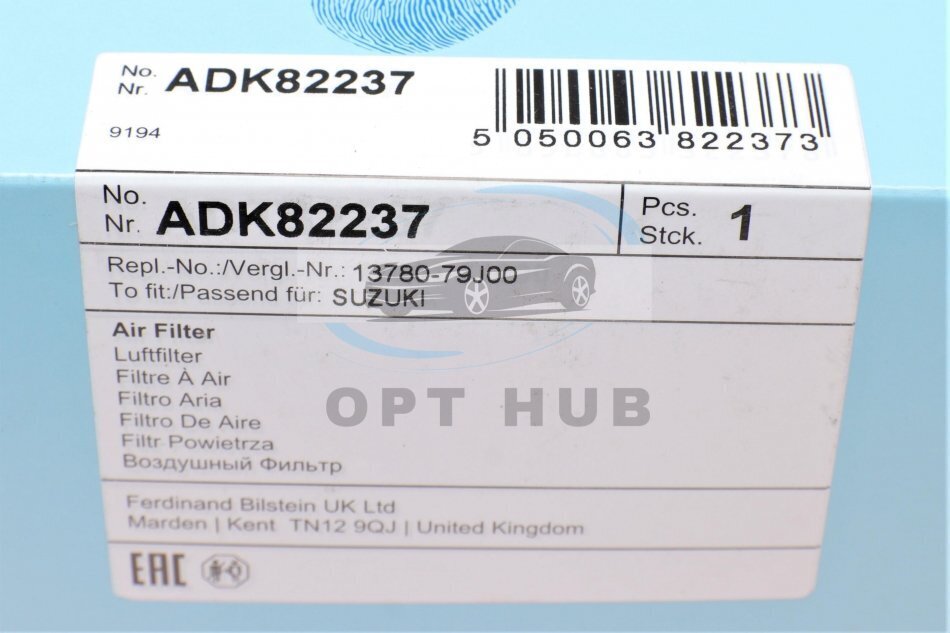 No. ADK82237
Nr.
9194
5 050063 822373
No. ADK82237
Nr.
Pcs. 1
Stck.
Repl.-No.:/Vergl.-Nr.: 13780-79J00
To fit:/Passend für: SUZUKI
Air Filter
Luftfilter
Filtre À Air
Filtro Aria
Filtro De Aire
Filtr Powietrza
Воздушный Фильтр
OPT HUB
Ferdinand Bilstein UK Ltd
Marden | Kent TN12 9QJ | United Kingdom
EAC